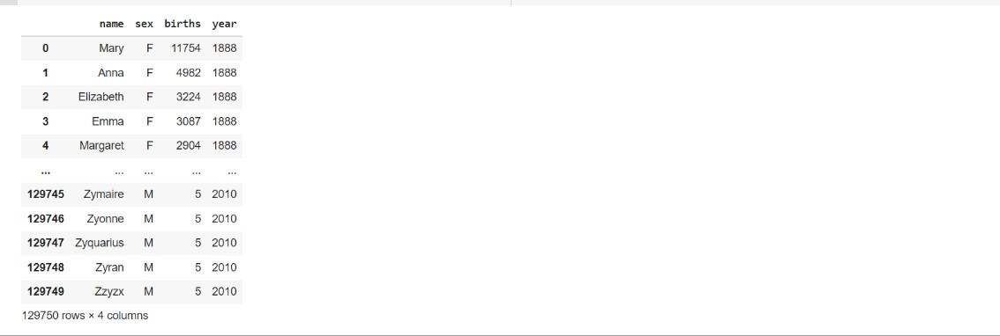 name sex births year
0 Mary F 11754 1888
1 Anna F 4982 1888
2 Elizabeth F 3224 1888
3 Emma F 3087 1888
4 Margaret F 2904 1888
... ... ... ... ...
129745 Zymaire M 5 2010
129746 Zyonne M 5 2010
129747 Zyquarius M 5 2010
129748 Zyran M 5 2010
129749 Zzyzx M 5 2010
129750 rows × 4 columns